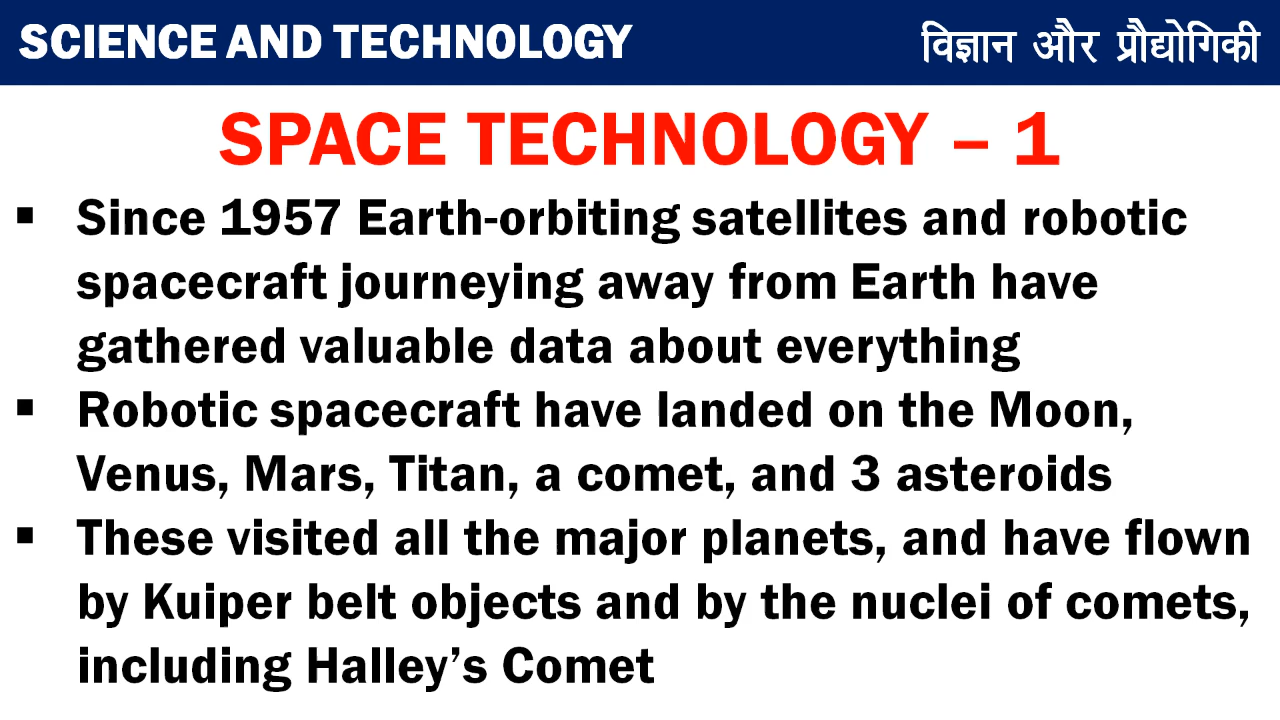 SCIENCE AND TECHNOLOGY
विज्ञान और प्रौद्योगिकी
SPACE TECHNOLOGY – 1
▪ Since 1957 Earth-orbiting satellites and robotic
spacecraft journeying away from Earth have
gathered valuable data about everything
▪ Robotic spacecraft have landed on the Moon,
Venus, Mars, Titan, a comet, and 3 asteroids
▪ These visited all the major planets, and have flown
by Kuiper belt objects and by the nuclei of comets,
including Halley’s Comet